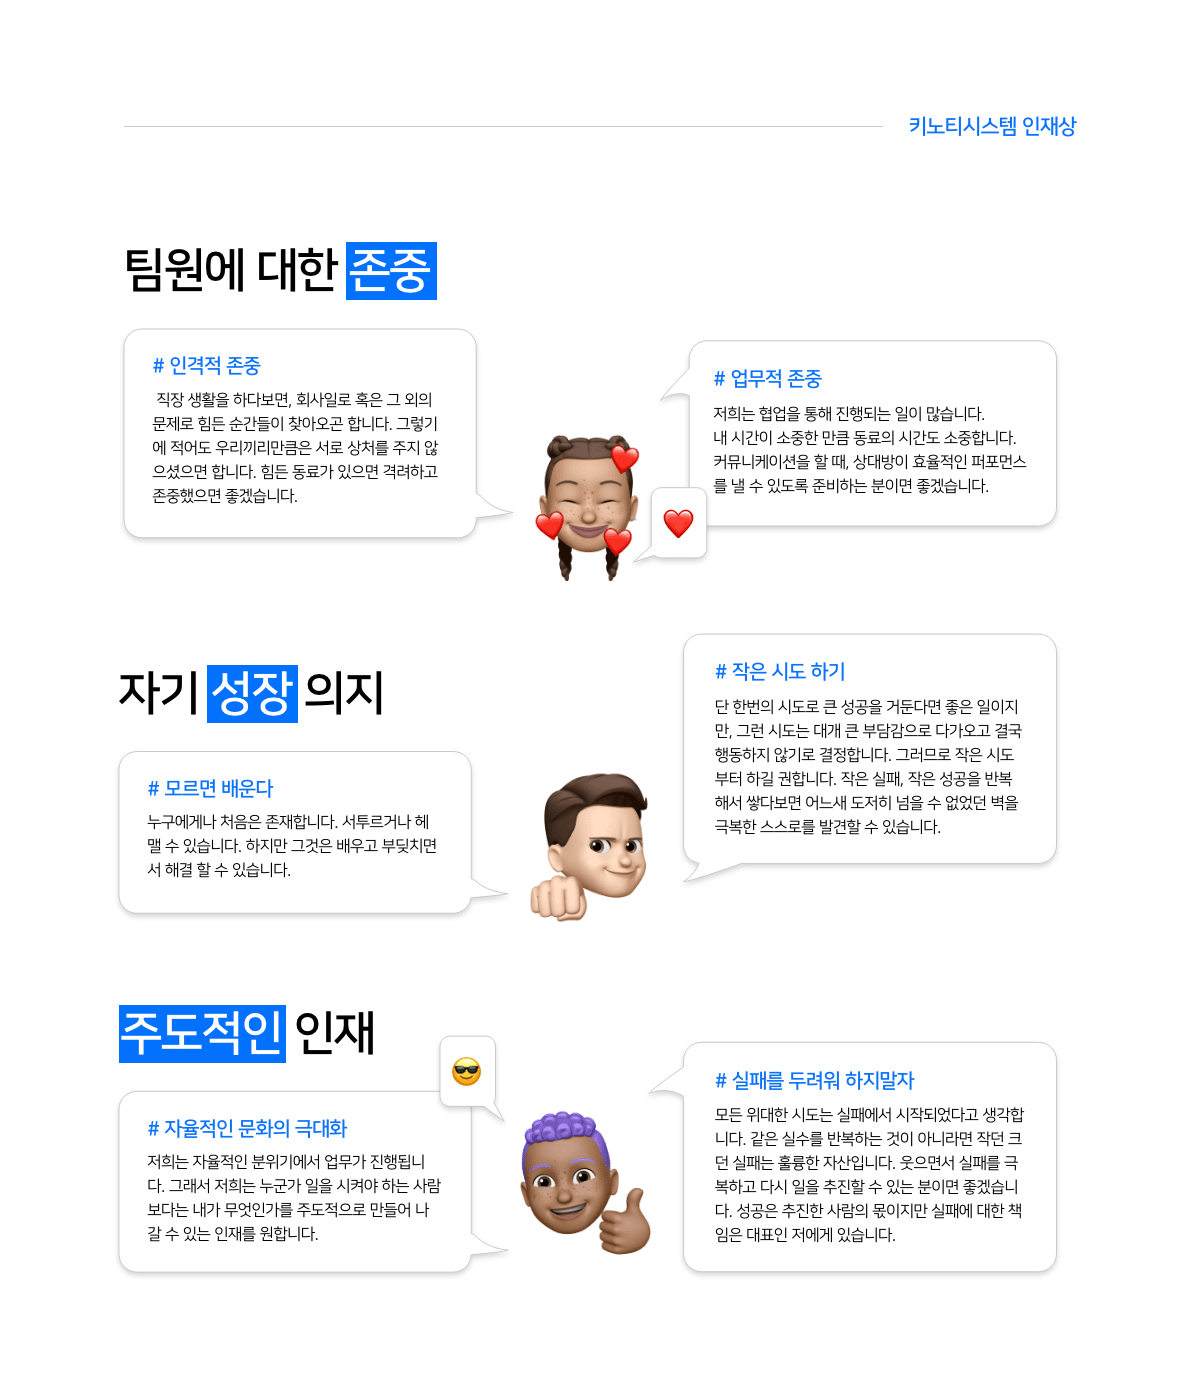 키노티시스템 인재상
팀원에 대한 존중
# 인격적 존중
직장 생활을 하다보면, 회사일로 혹은 그 외의
문제로 힘든 순간들이 찾아오곤 합니다. 그렇기
에 적어도 우리끼리만큼은 서로 상처를 주지 않
으셨으면 합니다. 힘든 동료가 있으면 격려하고
존중했으면 좋겠습니다.
# 업무적 존중
저희는 협업을 통해 진행되는 일이 많습니다.
내 시간이 소중한 만큼 동료의 시간도 소중합니다.
커뮤니케이션을 할 때, 상대방이 효율적인 퍼포먼스
를 낼 수 있도록 준비하는 분이면 좋겠습니다.
자기 성장 의지
# 모르면 배운다
누구에게나 처음은 존재합니다. 서투르거나 헤
맬 수 있습니다. 하지만 그것은 배우고 부딪치면
서 해결 할 수 있습니다.
# 작은 시도 하기
단 한번의 시도로 큰 성공을 거둔다면 좋은 일이지
만, 그런 시도는 대개 큰 부담감으로 다가오고 결국
행동하지 않기로 결정합니다. 그러므로 작은 시도
부터 하길 권합니다. 작은 실패, 작은 성공을 반복
해서 쌓다보면 어느새 도저히 넘을 수 없었던 벽을
극복한 스스로를 발견할 수 있습니다.
주도적인 인재
# 자율적인 문화의 극대화
저희는 자율적인 분위기에서 업무가 진행됩니
다. 그래서 저희는 누군가 일을 시켜야 하는 사람
보다는 내가 무엇인가를 주도적으로 만들어 나
갈 수 있는 인재를 원합니다.
# 실패를 두려워 하지말자
모든 위대한 시도는 실패에서 시작되었다고 생각합
니다. 같은 실수를 반복하는 것이 아니라면 작던 크
던 실패는 훌륭한 자산입니다. 웃으면서 실패를 극
복하고 다시 일을 추진할 수 있는 분이면 좋겠습니
다. 성공은 추진한 사람의 몫이지만 실패에 대한 책
임은 대표인 저에게 있습니다.